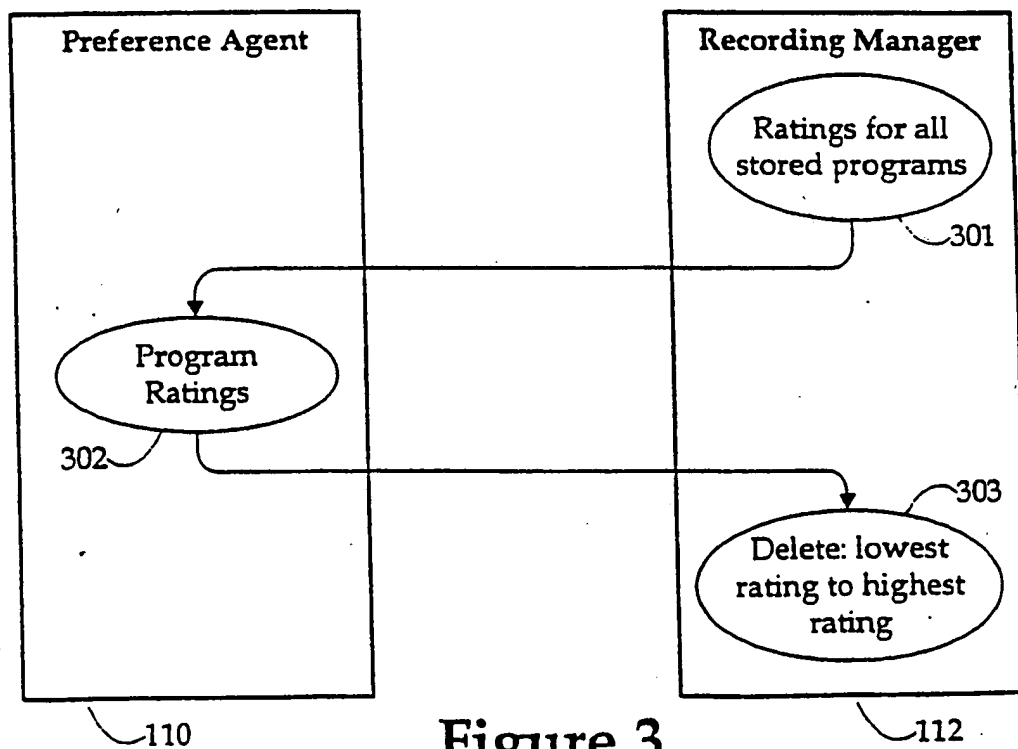 Preference Agent
Recording Manager
Ratings for all
stored programs
301
Program
Ratings
302
303
Delete: lowest
rating to highest
rating
110
112
Figure 3